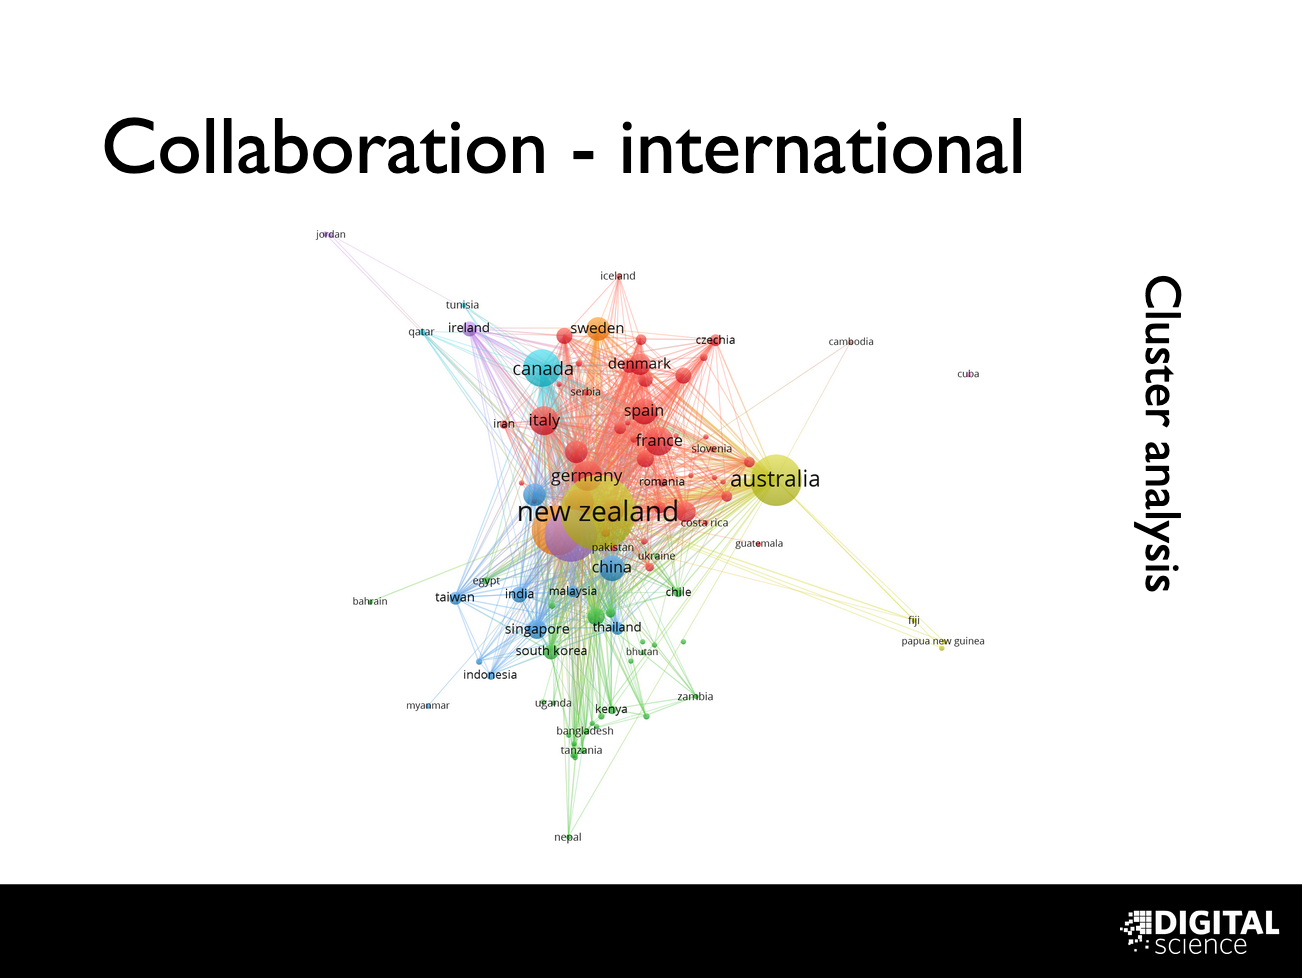 Collaboration - international
jordan
iceland
tunisia
qatar
ireland
sweden
czechia
cambodia
canada
denmark
cuba
serbia
spain
iran
italy
france
slovenia
germany
romania
australia
new zealand
costa rica
pakistan
ukraine
guatemala
china
egypt
bahrain
taiwan
india
malaysia
chile
singapore
thailand
fiji
papua new guinea
south korea
bhutan
indonesia
myanmar
uganda
kenya
zambia
bangladesh
tanzania
nepal
Cluster analysis
DIGITAL
science